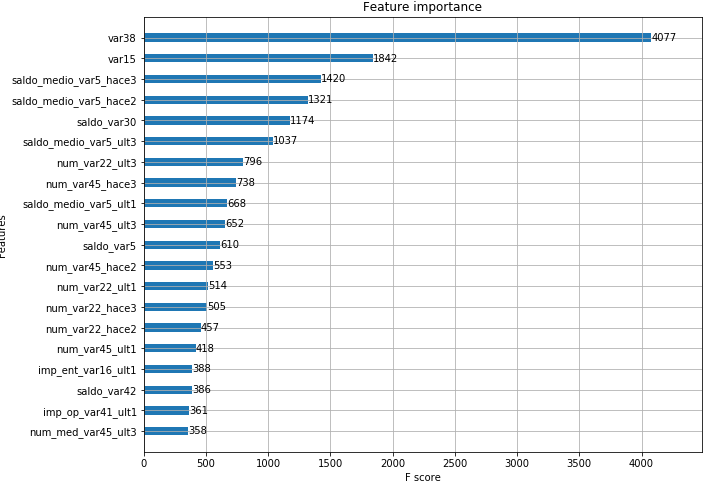 Feature importance
var38 4077
var15 1842
saldo_medio_var5_hace3 1420
saldo_medio_var5_hace2 1321
saldo_var30 1174
saldo_medio_var5_ult3 1037
num_var22_ult3 796
num_var45_hace3 738
saldo_medio_var5_ult1 668
num_var45_ult3 652
saldo_var5 610
num_var45_hace2 553
num_var22_ult1 514
num_var22_hace3 505
num_var22_hace2 457
num_var45_ult1 418
imp_ent_var16_ult1 388
saldo_var42 386
imp_op_var41_ult1 361
num_med_var45_ult3 358
Features
0 500 1000 1500 2000 2500 3000 3500 4000
F score